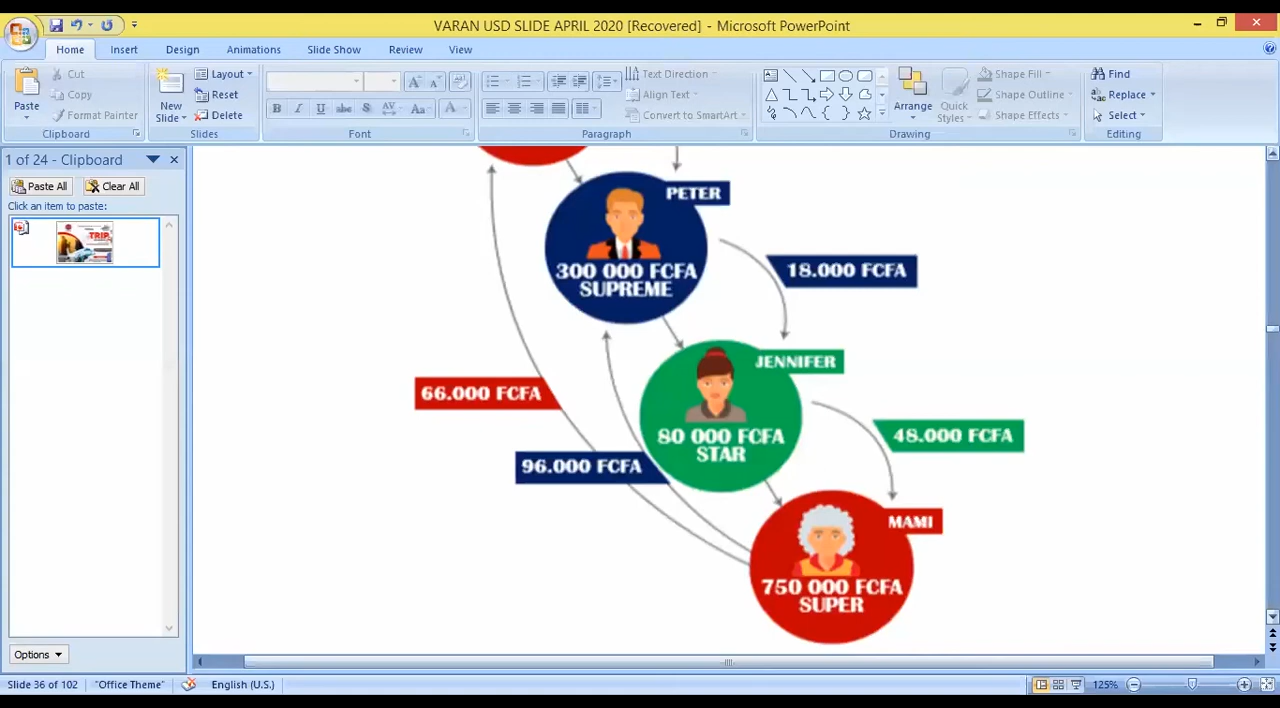 VARAN USD SLIDE APRIL 2020 [Recovered] - Microsoft PowerPoint
Home Insert Design Animations Slide Show Review View
Paste
Cut
Copy
Format Painter
Clipboard
New
Slide
Layout
Reset
Delete
Slides
B I U abc S AV Aa A
Font
Text Direction
Align Text
Convert to SmartArt
Paragraph
Arrange
Quick
Styles
Shape Fill
Shape Outline
Shape Effects
Drawing
Find
Replace
Select
Editing
1 of 24 - Clipboard
Paste All
Clear All
Click an item to paste:
TRIP
PETER
300 000 FCFA
SUPREME
18.000 FCFA
JENNIFER
66.000 FCFA
80 000 FCFA
STAR
48.000 FCFA
96.000 FCFA
MAMI
750 000 FCFA
SUPER
Options
Slide 36 of 102
"Office Theme"
English (U.S.)
125%